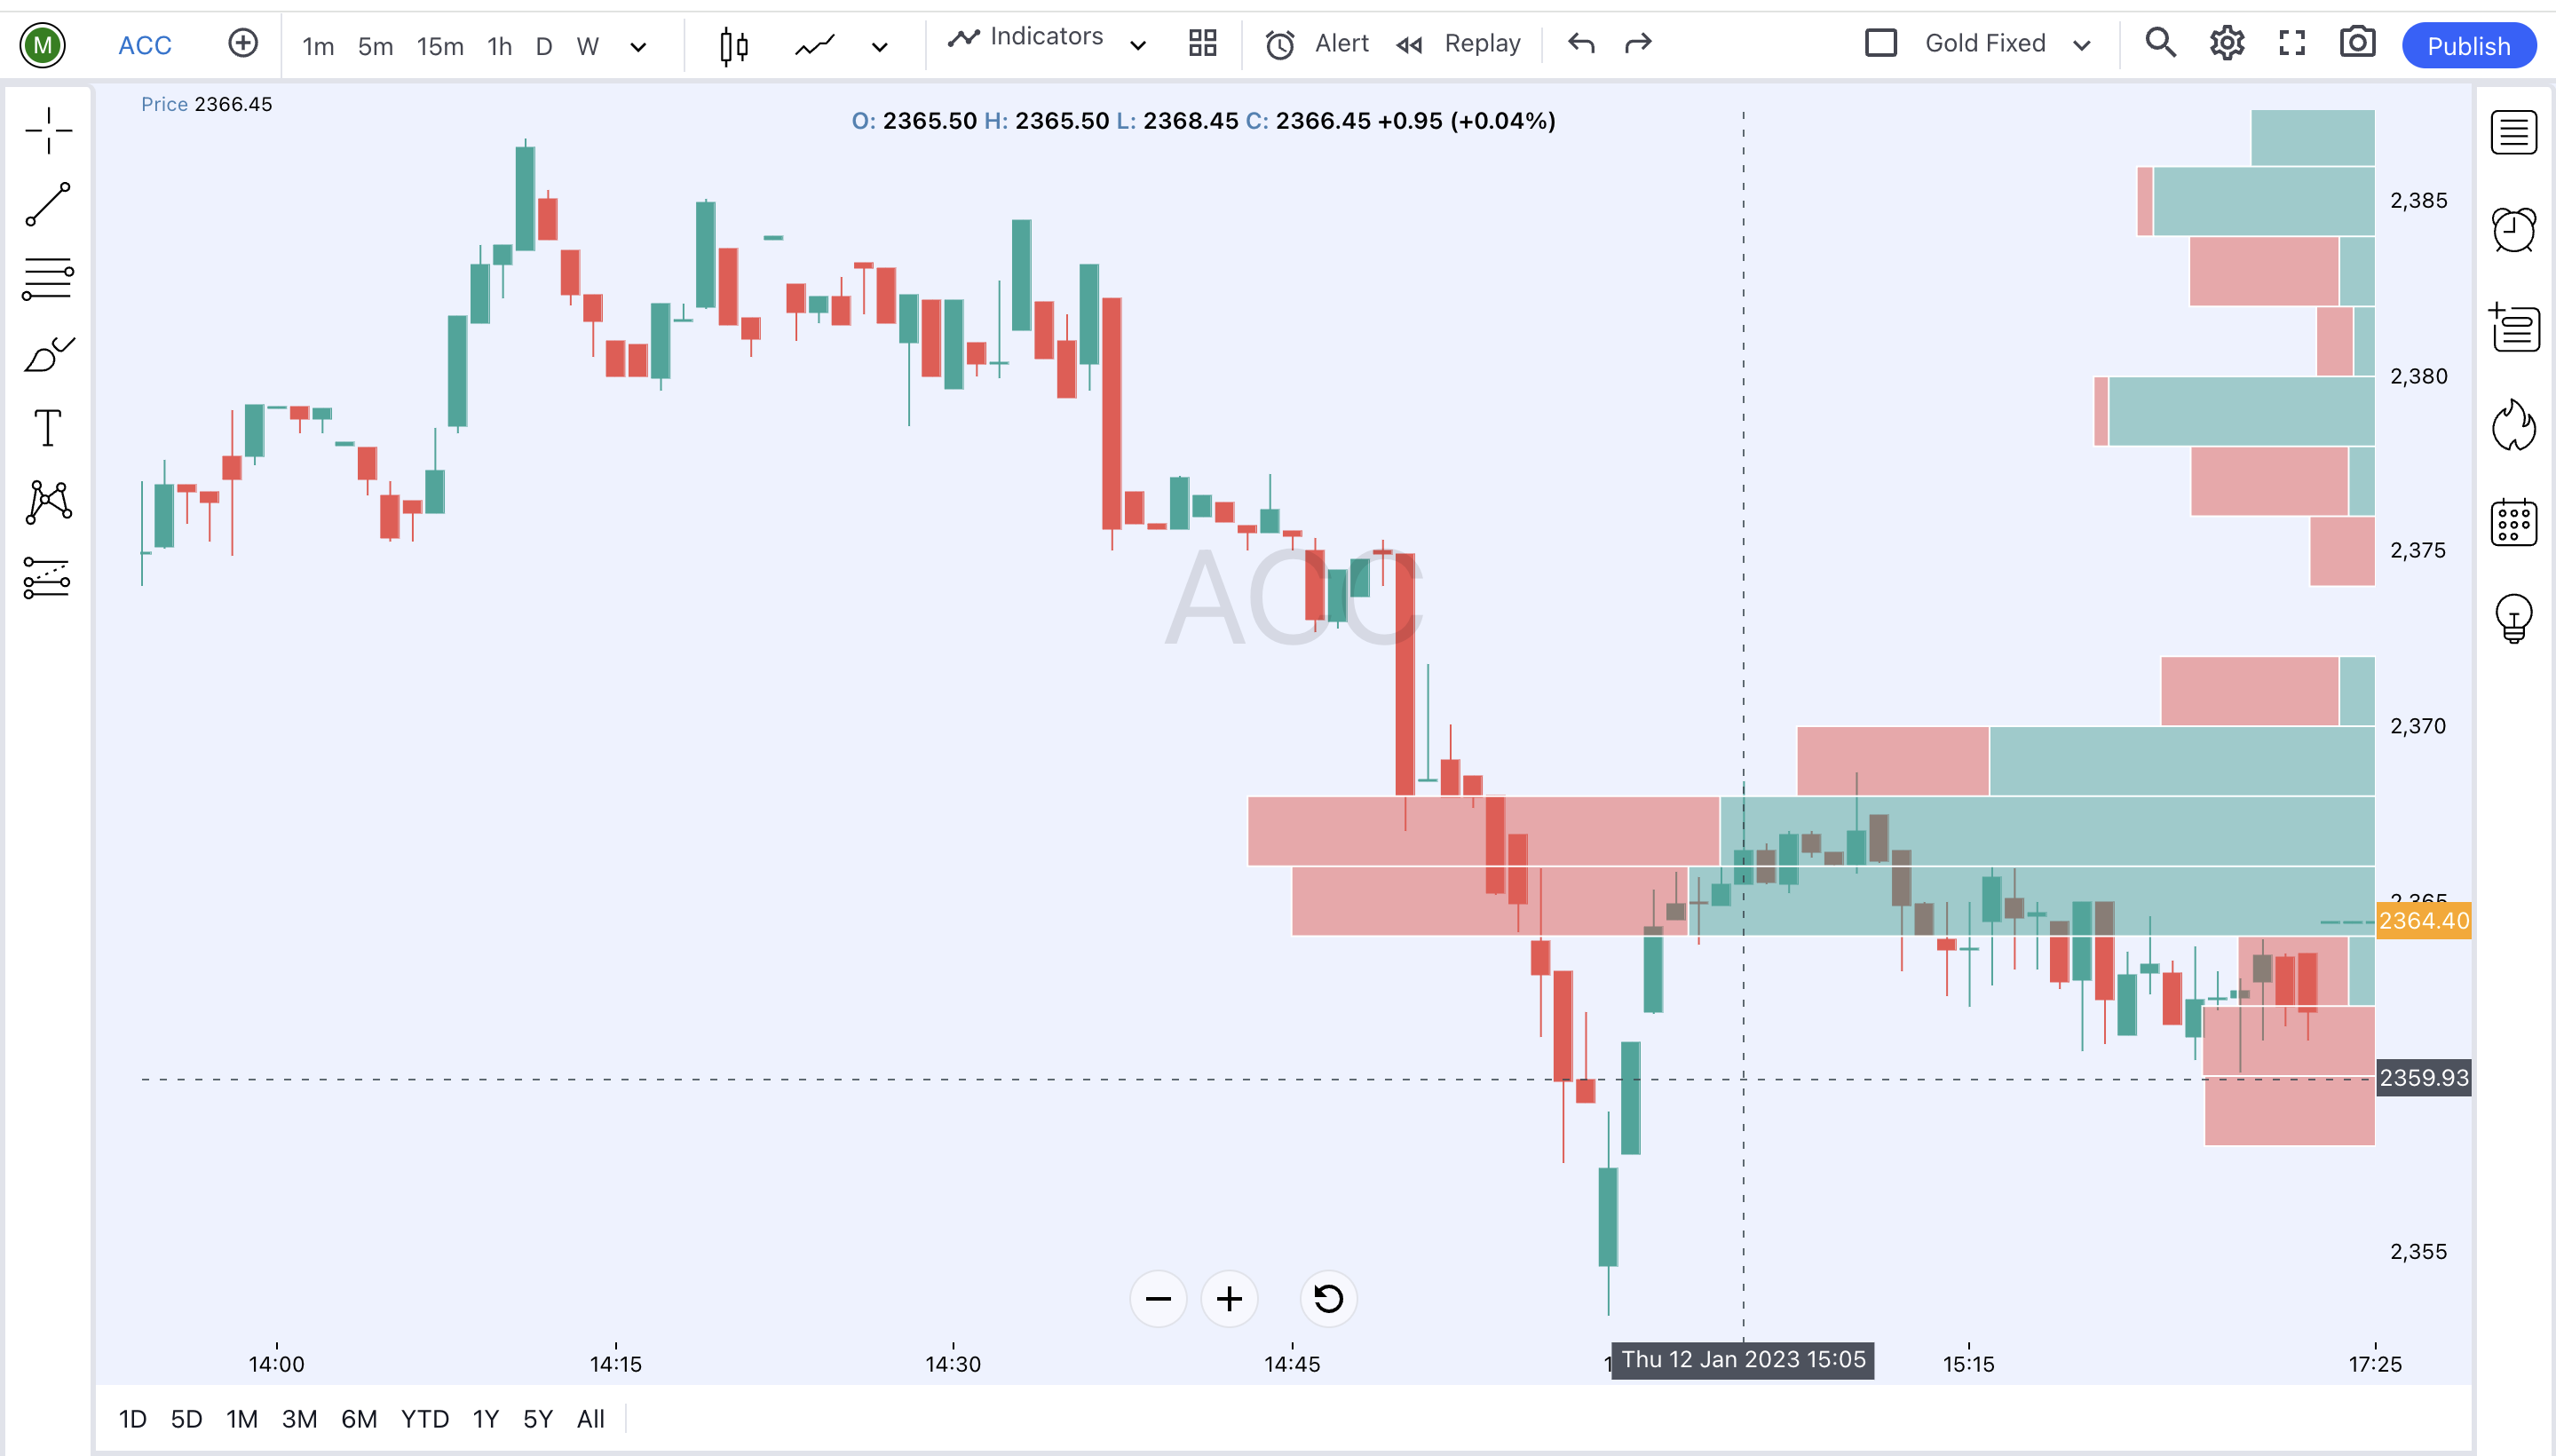 M ACC 1m 5m 15m 1h D W Indicators Alert Replay Gold Fixed Publish
Price 2366.45
O: 2365.50 H: 2365.50 L: 2368.45 C: 2366.45 +0.95 (+0.04%)
T
2,385
2,380
2,375
ACC
2,370
2,365
2364.40
2359.93
2,355
14:00 14:15 14:30 14:45 Thu 12 Jan 2023 15:05 15:15 17:25
1D 5D 1M 3M 6M YTD 1Y 5Y All